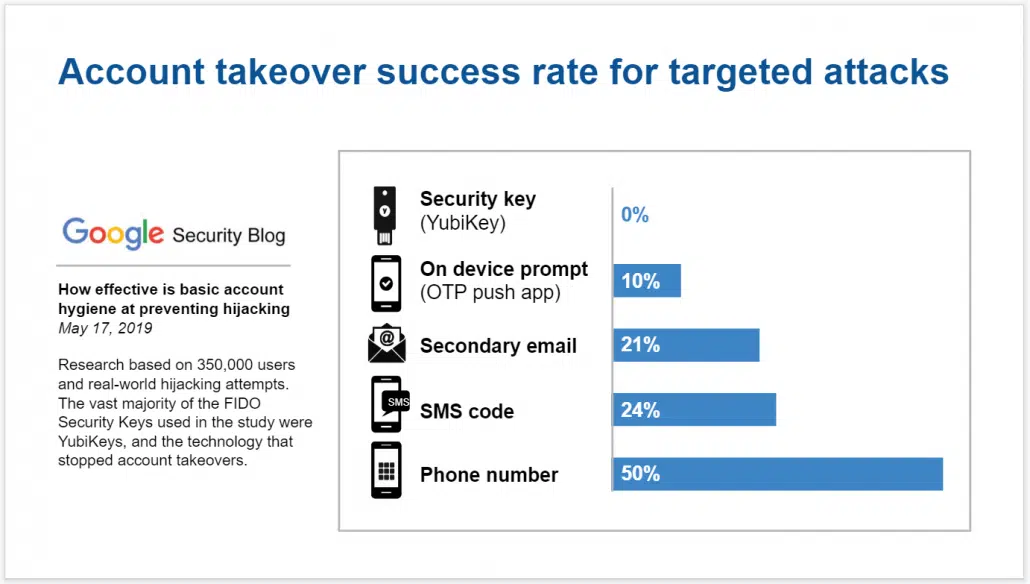 Account takeover success rate for targeted attacks
Google Security Blog
How effective is basic account
hygiene at preventing hijacking
May 17, 2019
Research based on 350,000 users
and real-world hijacking attempts.
The vast majority of the FIDO
Security Keys used in the study were
YubiKeys, and the technology that
stopped account takeovers.
Security key
(YubiKey)
0%
On device prompt
(OTP push app)
10%
@
Secondary email
21%
SMS
SMS code
24%
Phone number
50%